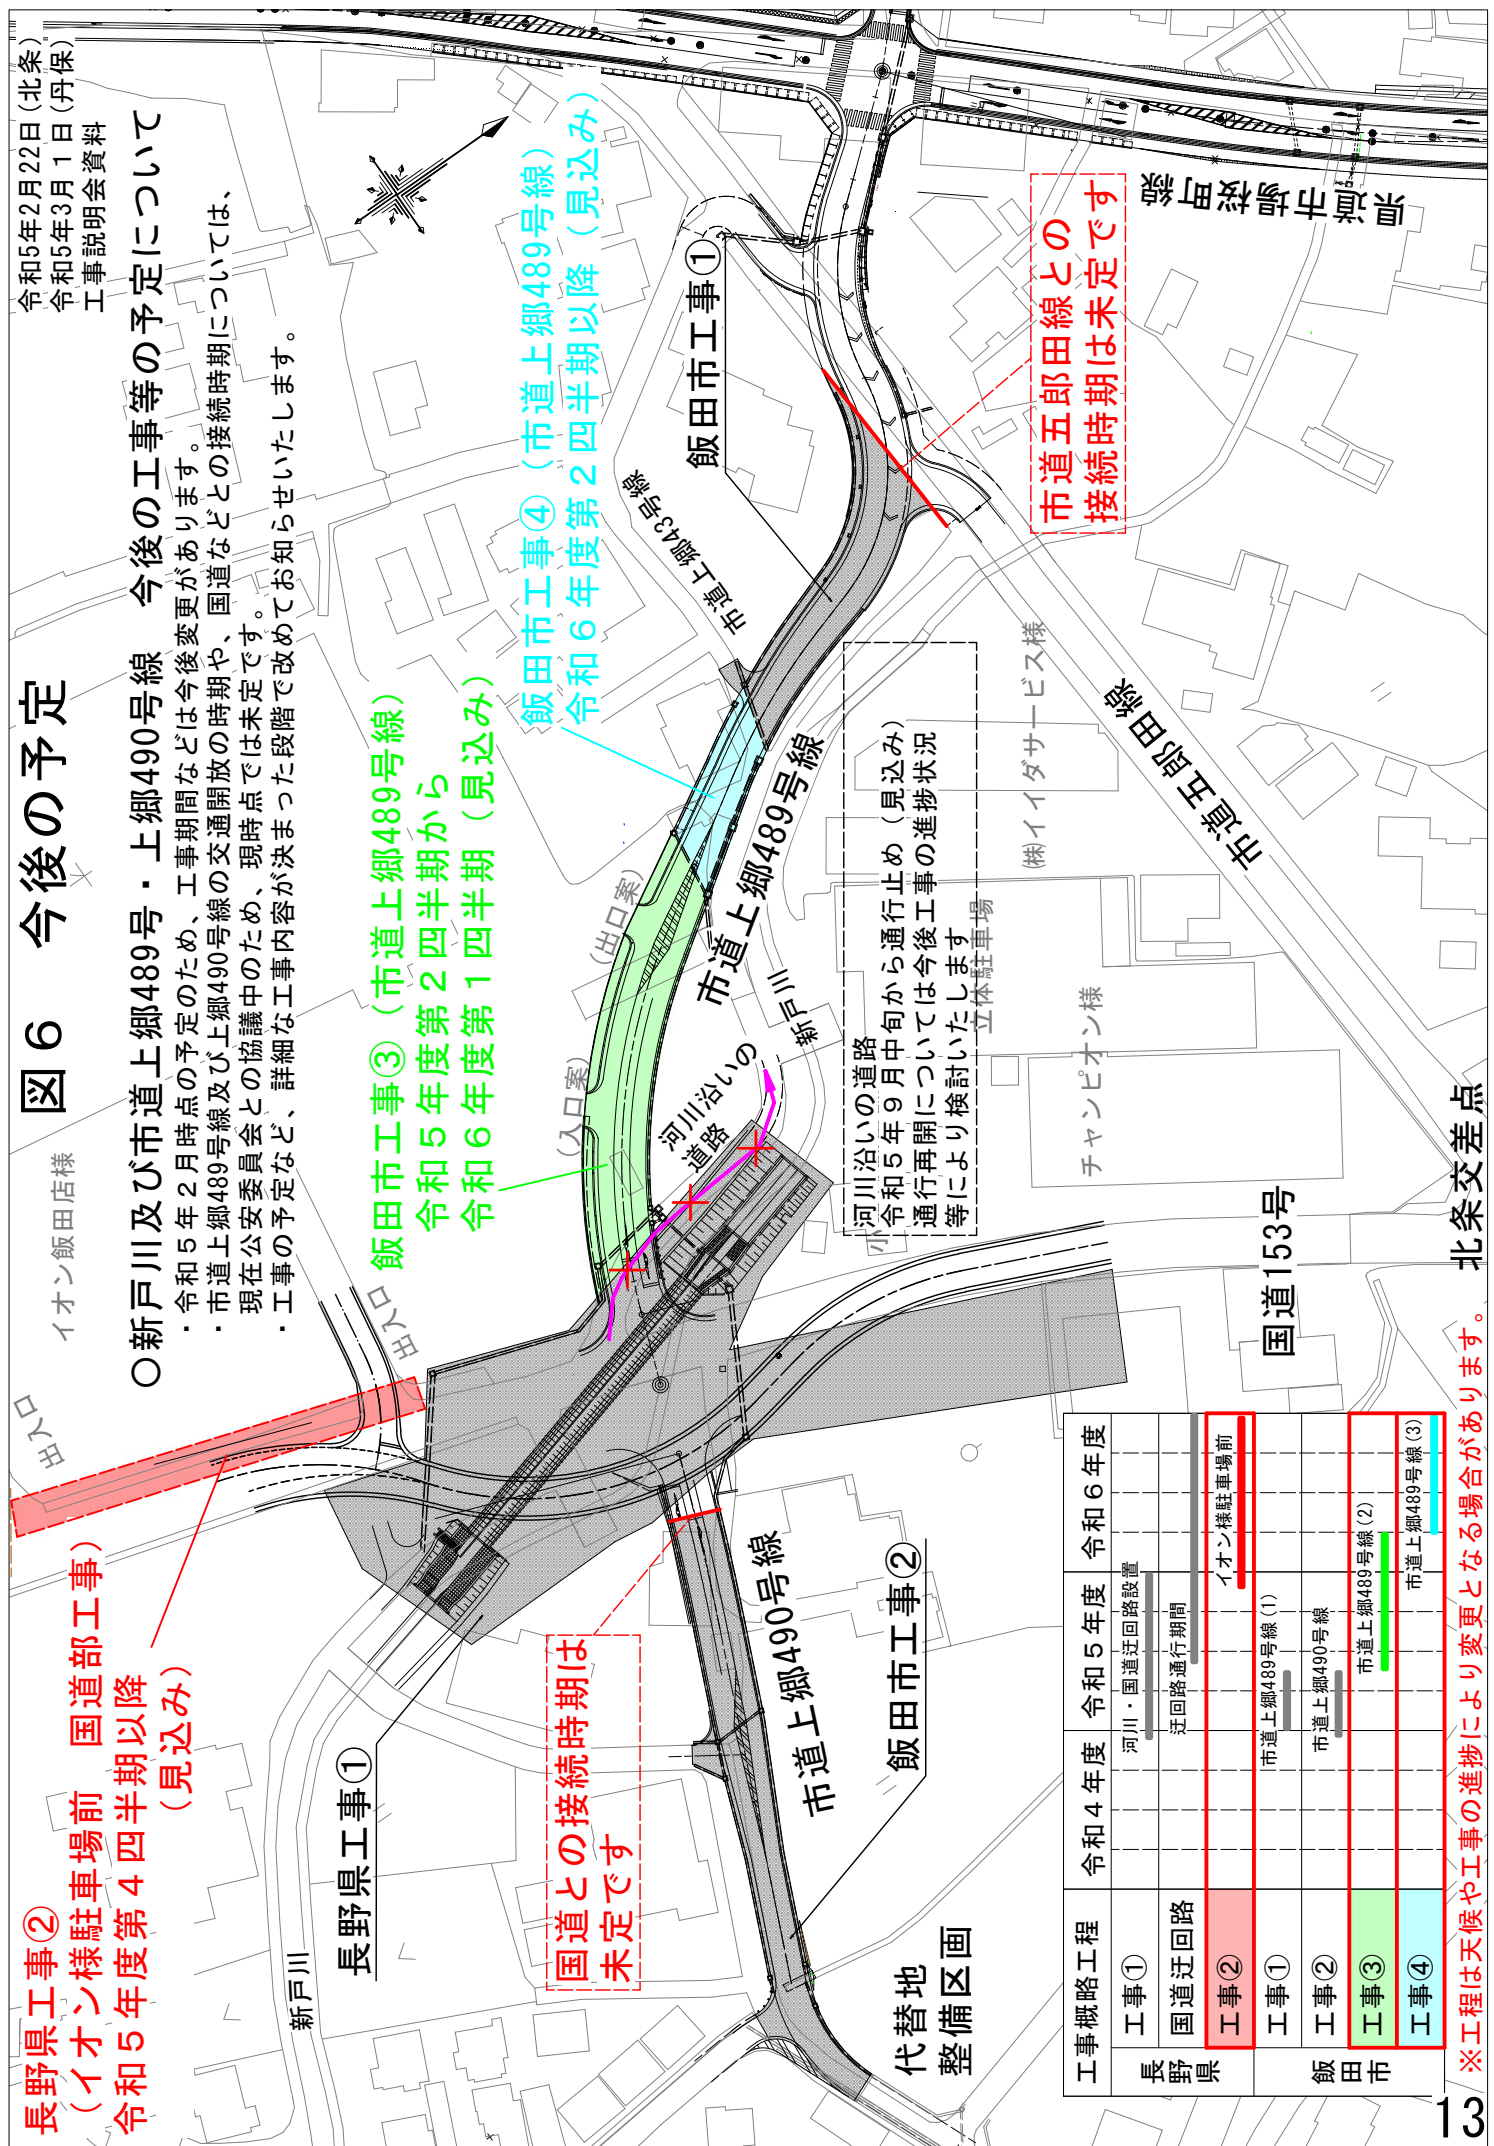 令和5年2月22日（北条）
令和5年3月1日（丹保）
工事説明会資料
図６　今後の予定
○新戸川及び市道上郷489号・上郷490号線　今後の工事等の予定について
・令和５年２月時点の予定のため、工事期間などは今後変更があります。
・市道上郷489号線及び上郷490号線の交通開放の時期や、国道などとの接続時期については、
現在公安委員会との協議中のため、現時点では未定です。
・工事の予定など、詳細な工事内容が決まった段階で改めてお知らせいたします。
イオン飯田店様
出入口
出入口
長野県工事②
（イオン様駐車場前　国道部工事）
令和５年度第４四半期以降
（見込み）
飯田市工事③（市道上郷489号線）
令和５年度第２四半期から
令和６年度第１四半期（見込み）
飯田市工事④（市道上郷489号線）
令和６年度第２四半期以降（見込み）
飯田市工事①
市道上郷43号線
（出口案）
（入口案）
市道上郷489号線
新戸川
河川沿いの
道路
市道五郎田線との
接続時期は未定です
県道市場桜町線
河川沿いの道路
令和５年９月中旬から通行止め（見込み）
通行再開については今後工事の進捗状況
等により検討いたします
立体駐車場
㈱イイダサービス様
チャンピオン様
市道五郎田線
小
国道153号
北条交差点
新戸川
長野県工事①
国道との接続時期は
未定です
市道上郷490号線
飯田市工事②
代替地
整備区画
工事概略工程　令和４年度　令和５年度　令和６年度
長野県
工事①　河川・国道迂回路設置
国道迂回路　迂回路通行期間
工事②　イオン様駐車場前
飯田市
工事①　市道上郷489号線(1)
工事②　市道上郷490号線
工事③　市道上郷489号線(2)
工事④　市道上郷489号線(3)
※工程は天候や工事の進捗により変更となる場合があります。
13